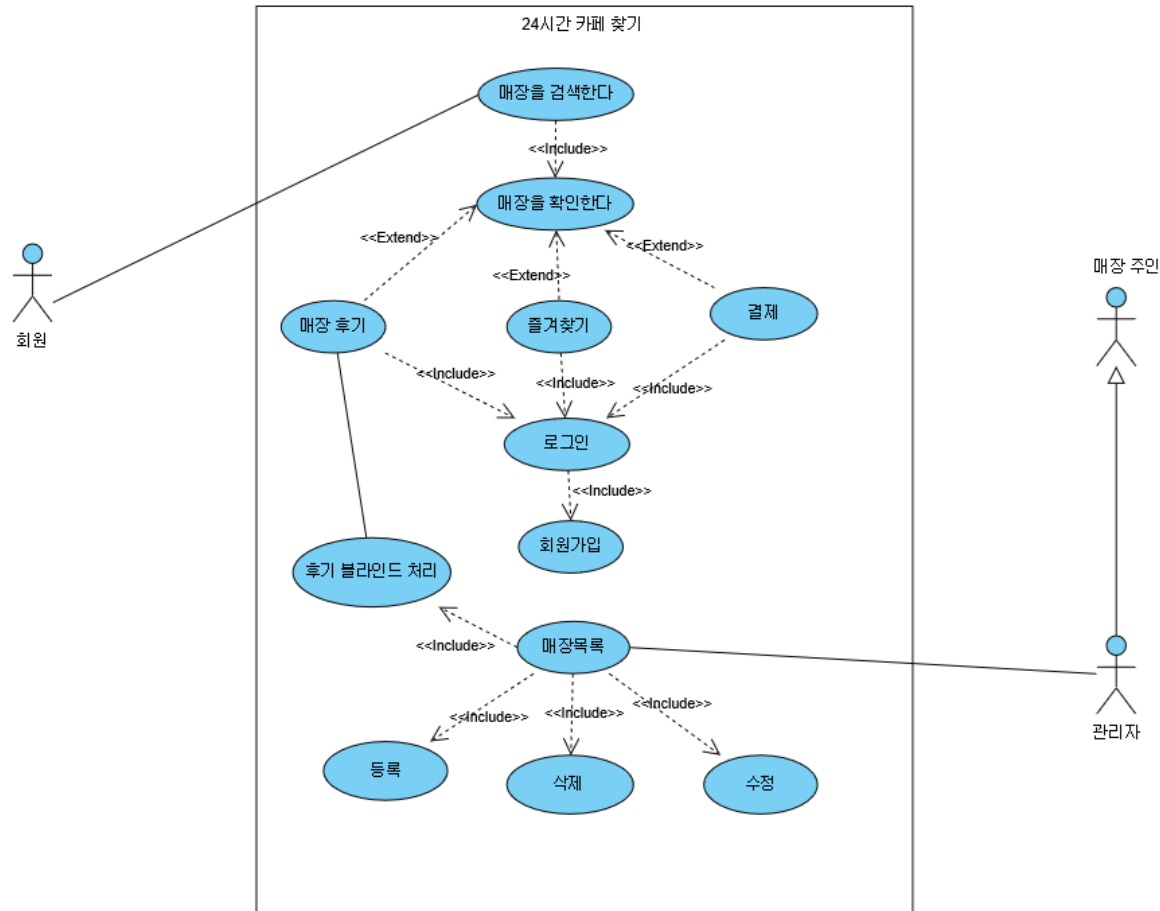 24시간 카페 찾기
매장을 검색한다
<<Include>>
매장을 확인한다
<<Extend>>
<<Extend>>
<<Extend>>
회원
매장 후기
즐겨찾기
결제
매장 주인
<<Include>>
<<Include>>
<<Include>>
로그인
<<Include>>
회원가입
후기 블라인드 처리
<<Include>>
매장목록
관리자
<<Include>>
<<Include>>
<<Include>>
등록
삭제
수정